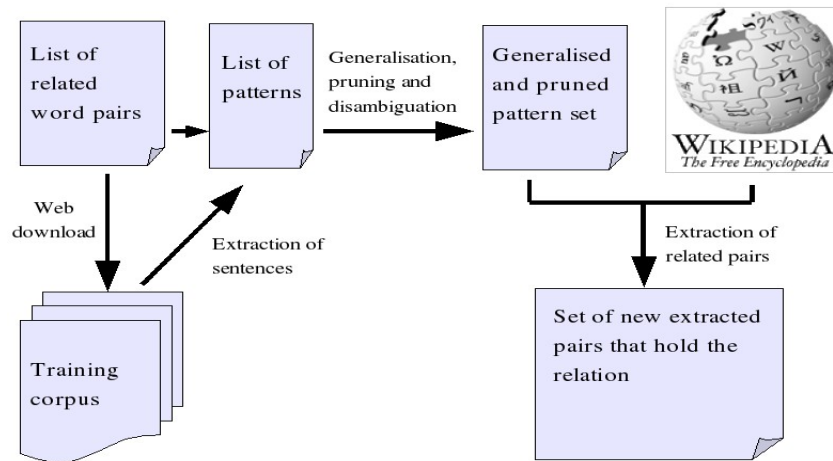 List of
related
word pairs
List of
patterns
Generalisation,
pruning and
disambiguation
Generalised
and pruned
pattern set
Ω
W
И
祖
WIKIPEDIA
The Free Encyclopedia
Web
download
Extraction of
sentences
Extraction of
related pairs
Training
corpus
Set of new extracted
pairs that hold the
relation